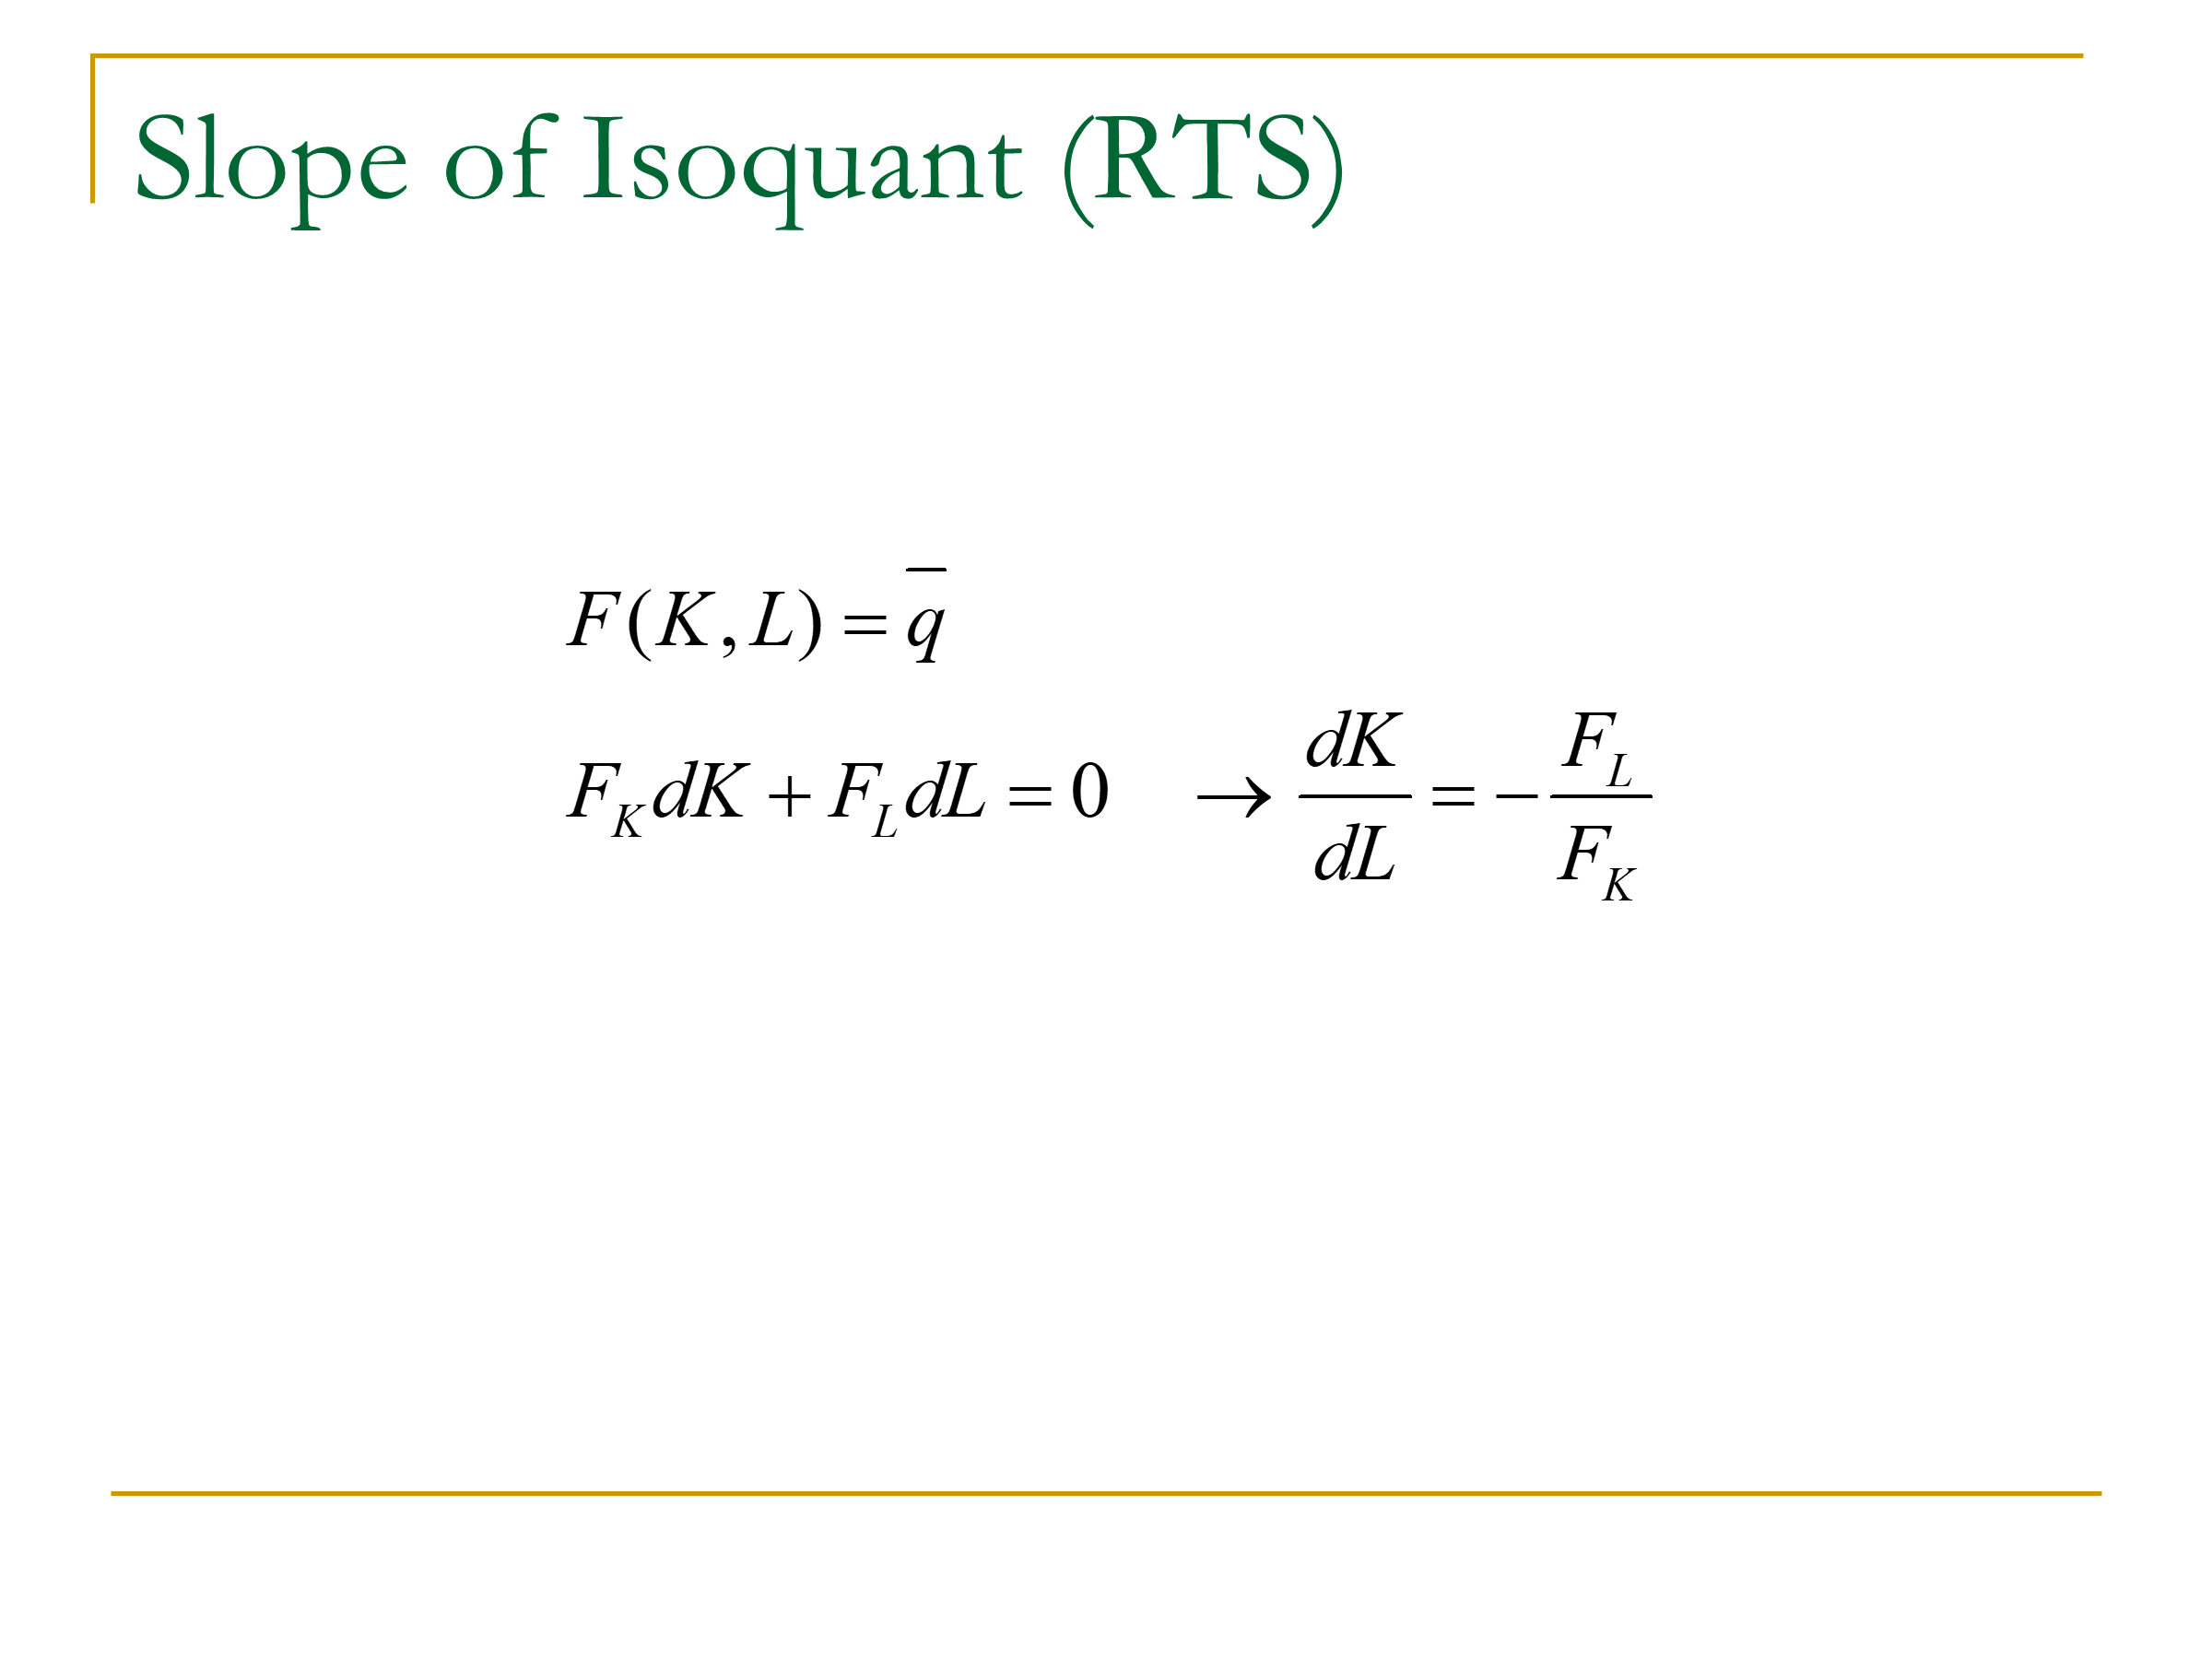 Slope of Isoquant (RTS)
F(K, L) = q̅
F_K dK + F_L dL = 0 → dK/dL = −F_L/F_K